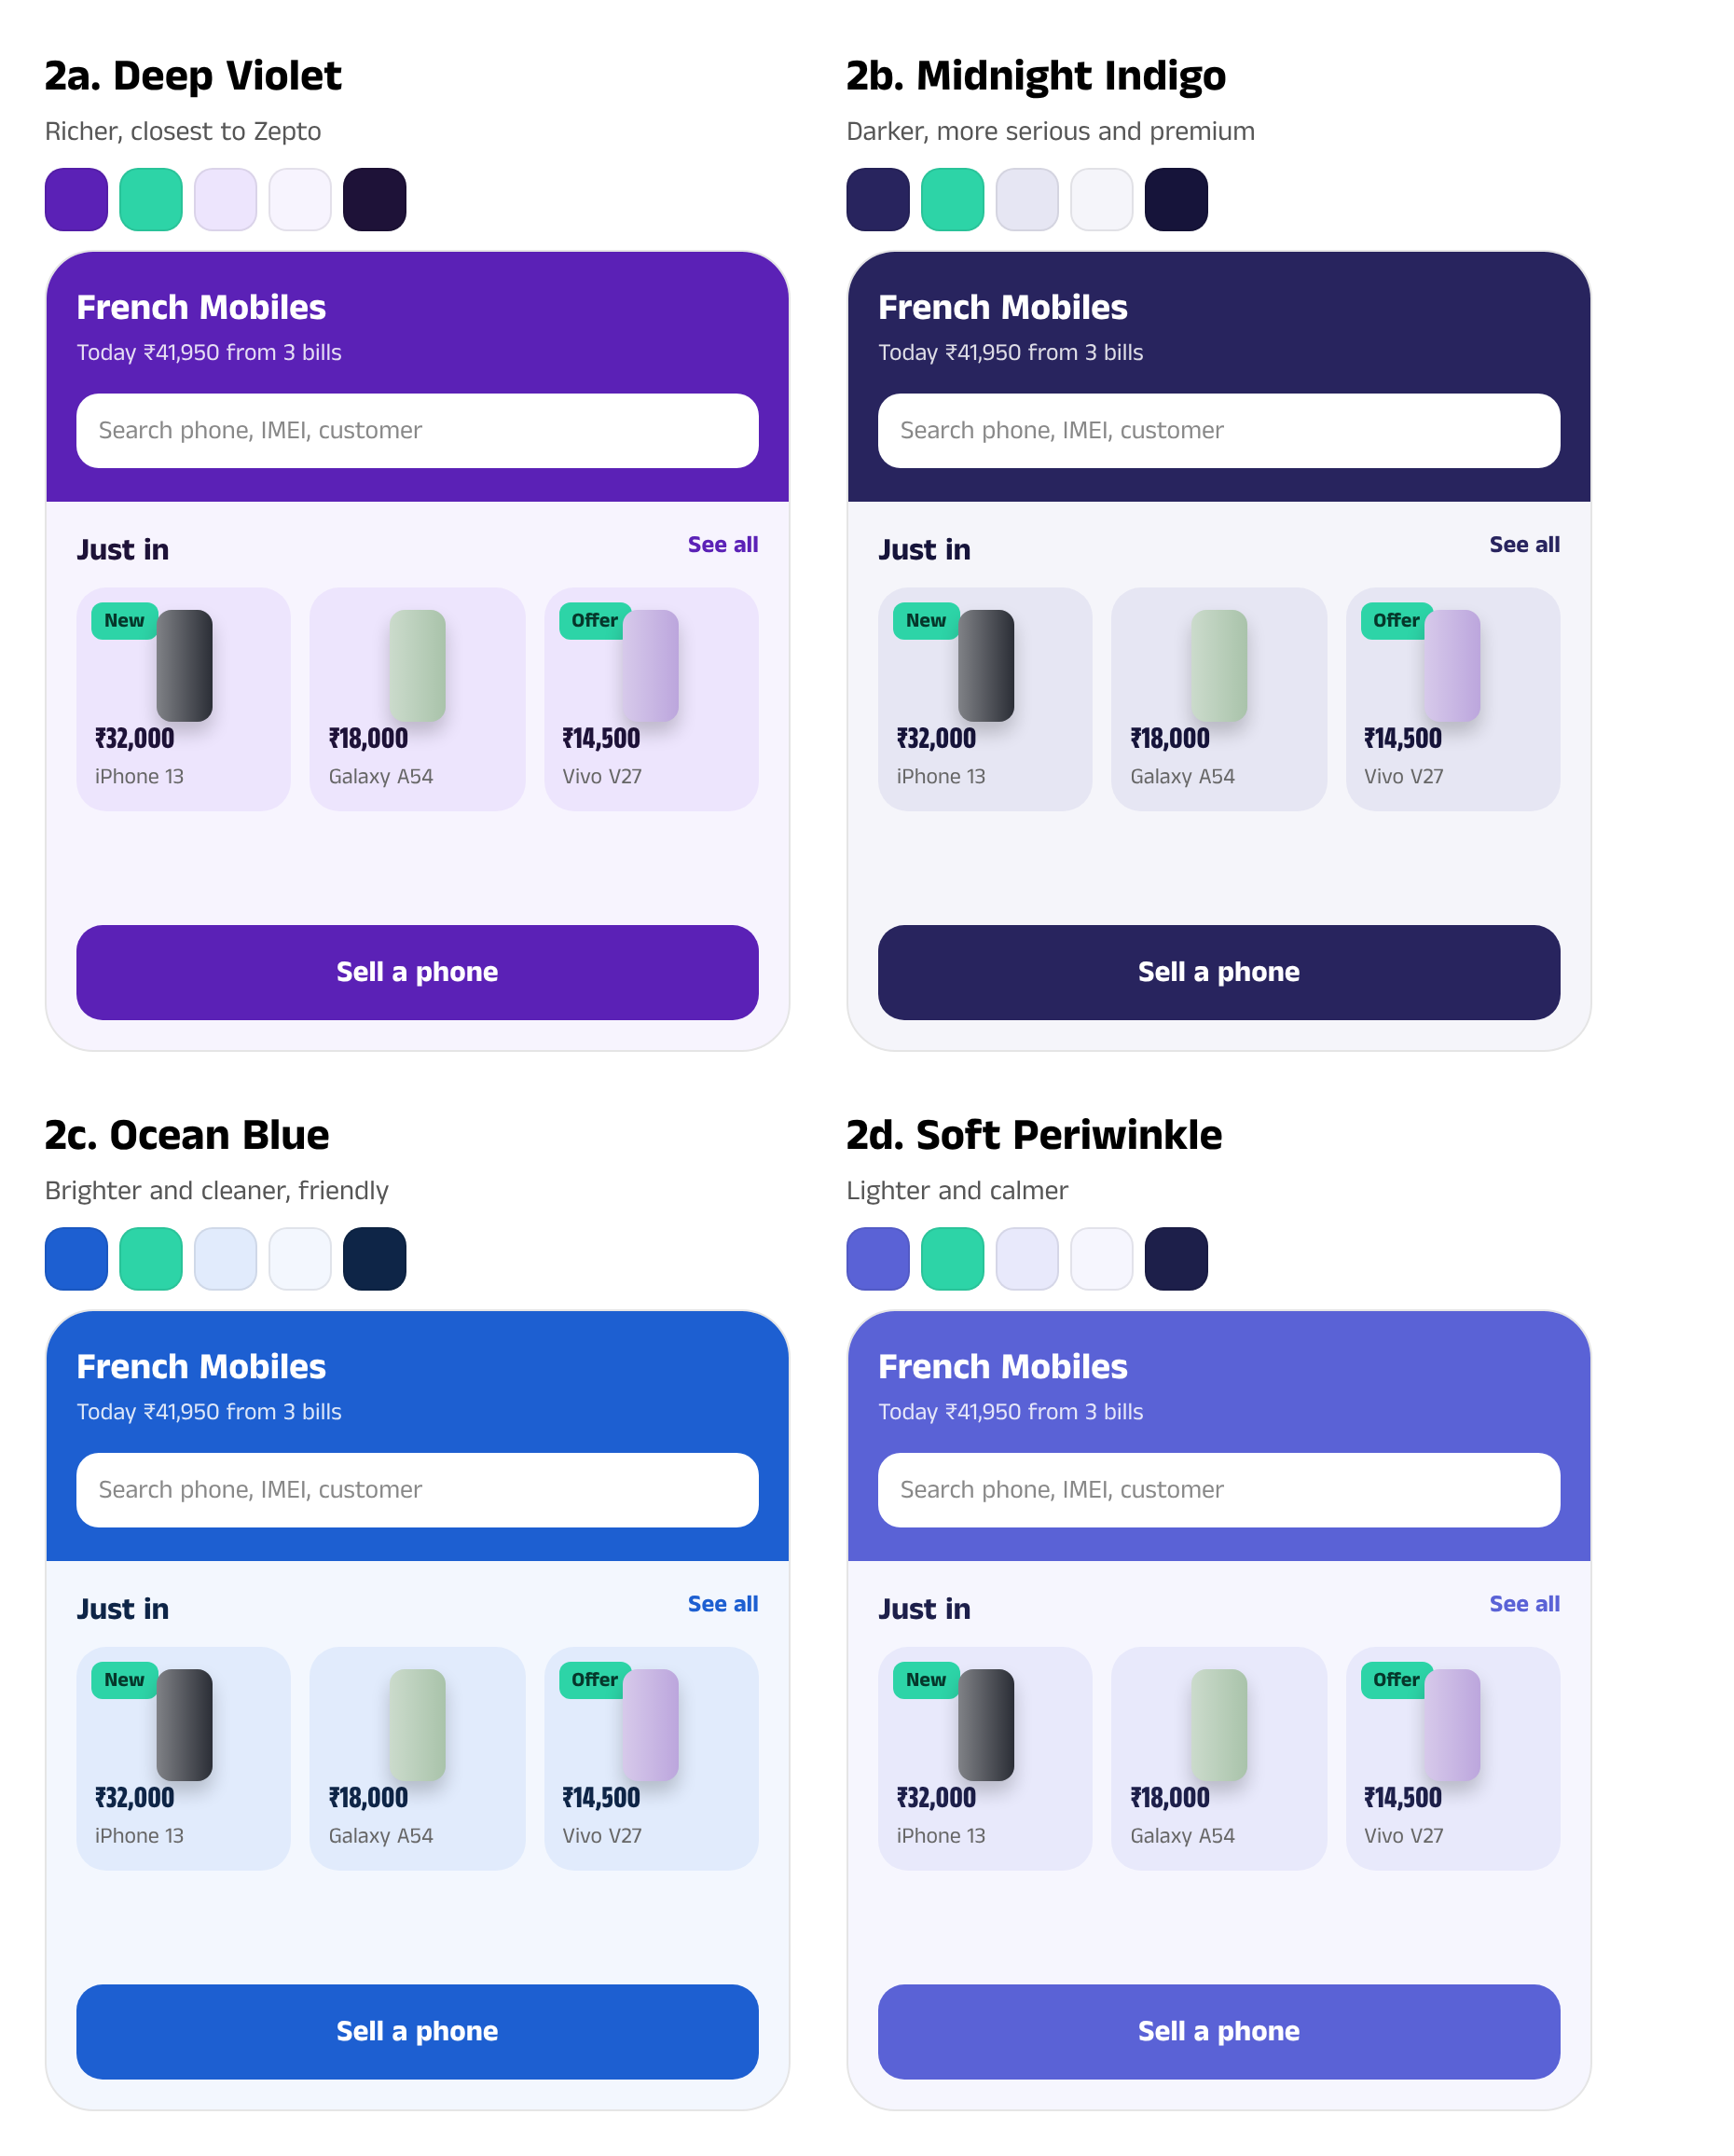 2a. Deep Violet
Richer, closest to Zepto
French Mobiles
Today ₹41,950 from 3 bills
Search phone, IMEI, customer
Just in
See all
New
Offer
₹32,000
₹18,000
₹14,500
iPhone 13
Galaxy A54
Vivo V27
Sell a phone
2b. Midnight Indigo
Darker, more serious and premium
French Mobiles
Today ₹41,950 from 3 bills
Search phone, IMEI, customer
Just in
See all
New
Offer
₹32,000
₹18,000
₹14,500
iPhone 13
Galaxy A54
Vivo V27
Sell a phone
2c. Ocean Blue
Brighter and cleaner, friendly
French Mobiles
Today ₹41,950 from 3 bills
Search phone, IMEI, customer
Just in
See all
New
Offer
₹32,000
₹18,000
₹14,500
iPhone 13
Galaxy A54
Vivo V27
Sell a phone
2d. Soft Periwinkle
Lighter and calmer
French Mobiles
Today ₹41,950 from 3 bills
Search phone, IMEI, customer
Just in
See all
New
Offer
₹32,000
₹18,000
₹14,500
iPhone 13
Galaxy A54
Vivo V27
Sell a phone